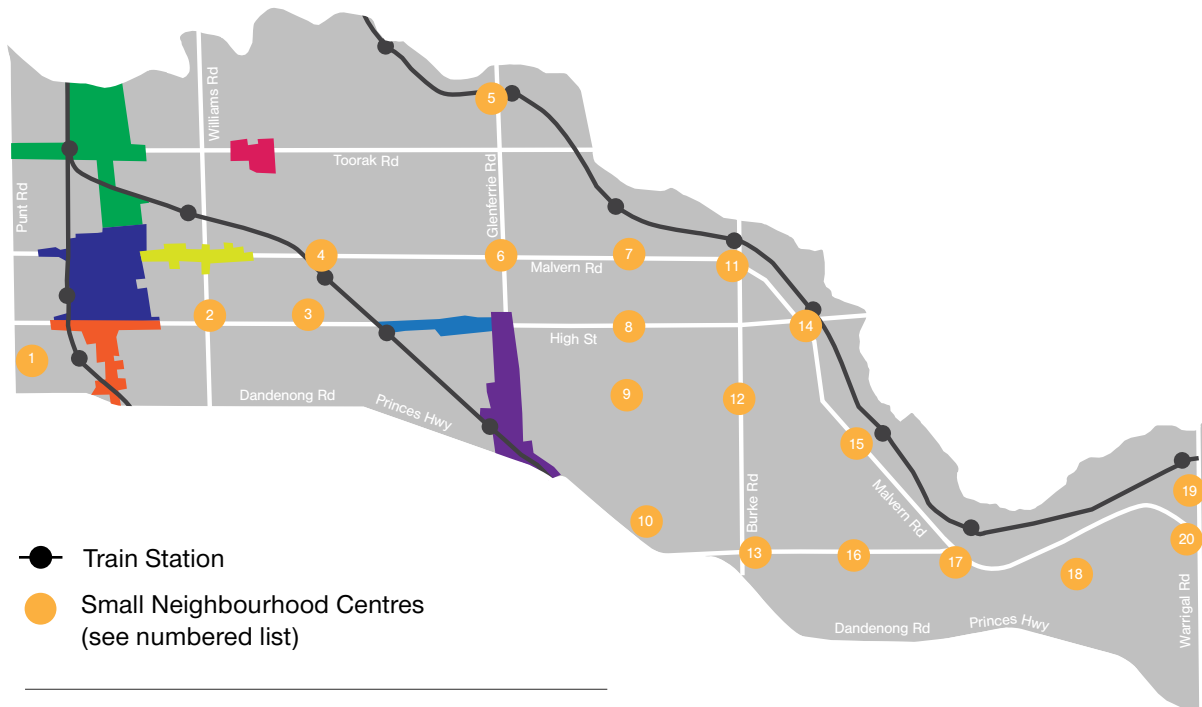 5
Williams Rd
Toorak Rd
Glenferrie Rd
Punt Rd
4
6
7
Malvern Rd
11
2
3
8
High St
14
1
9
12
Dandenong Rd
Princes Hwy
15
Malvern Rd
10
Burke Rd
13
16
17
18
19
20
Warrigal Rd
Dandenong Rd
Princes Hwy
Train Station
Small Neighbourhood Centres
(see numbered list)